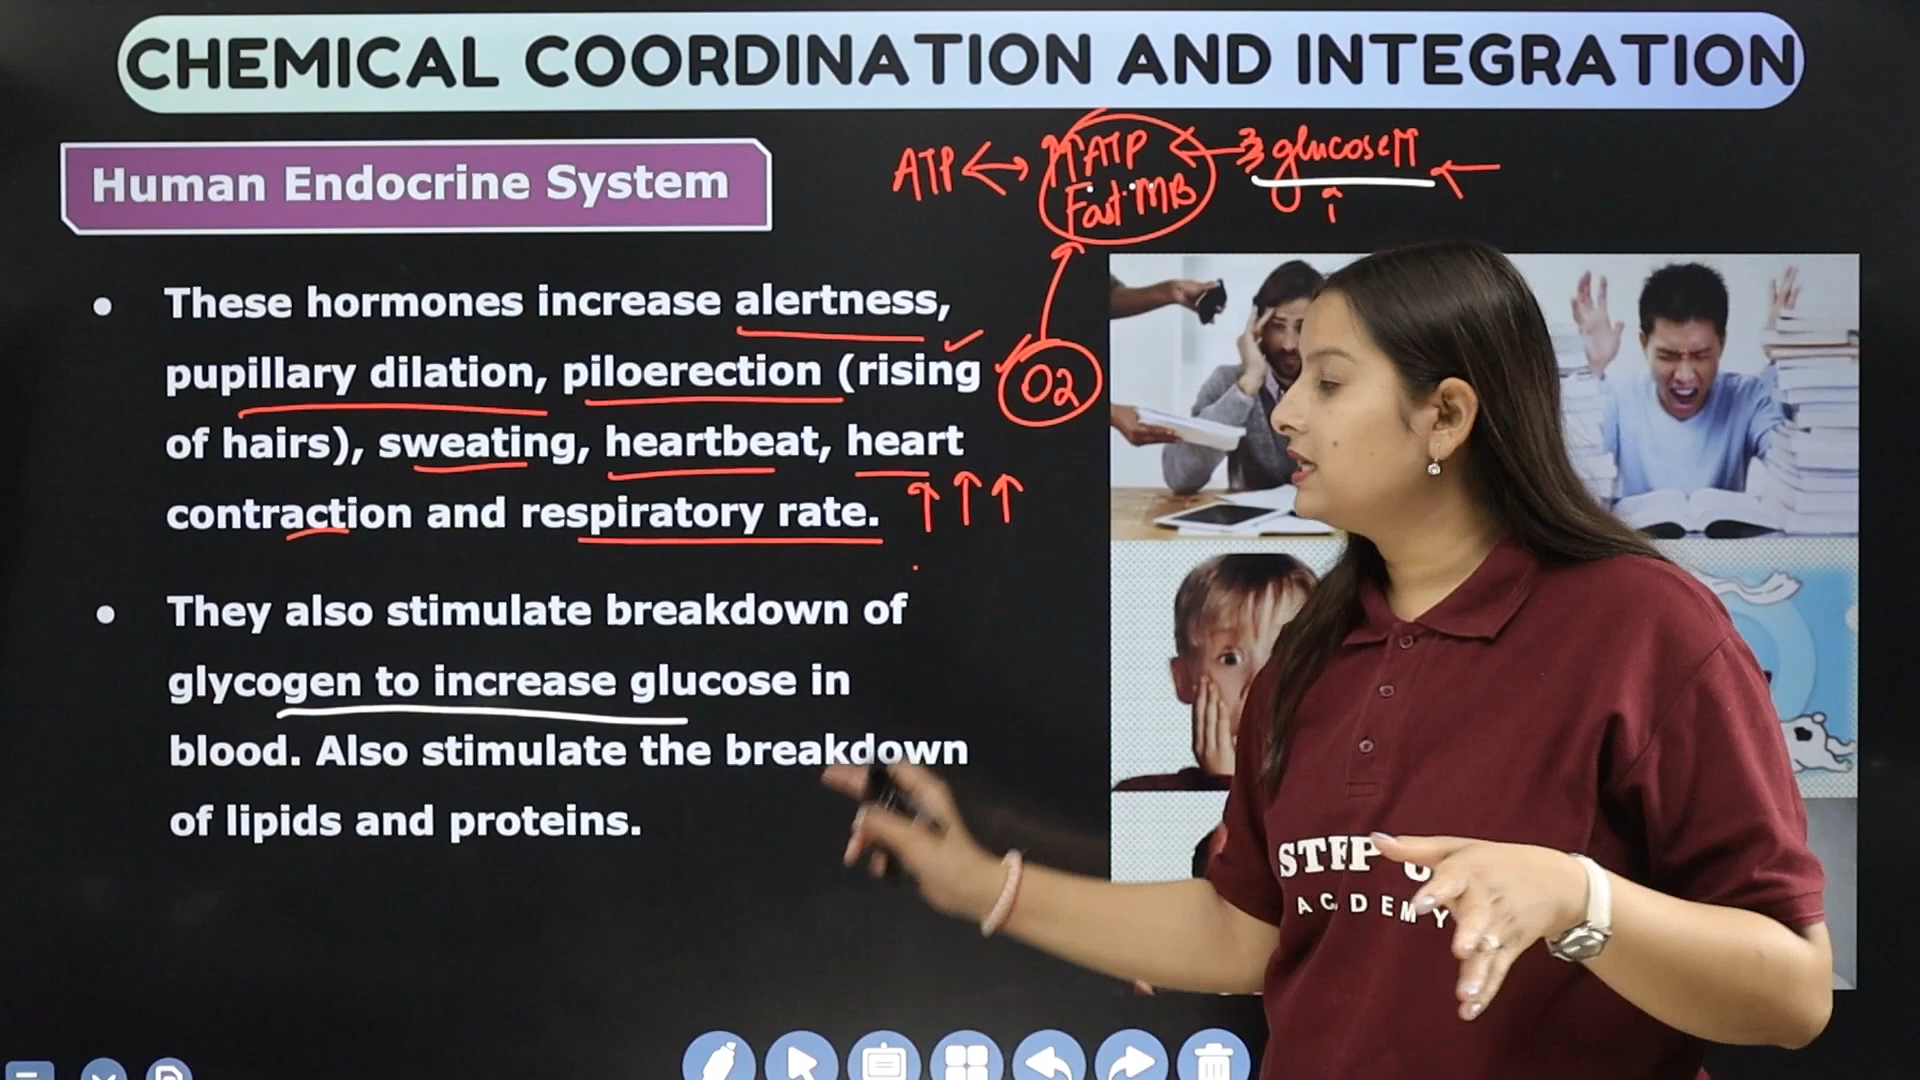 CHEMICAL COORDINATION AND INTEGRATION
Human Endocrine System
ATP
ATP
Fast MB
glucose ↑↑
These hormones increase alertness,
pupillary dilation, piloerection (rising
of hairs), sweating, heartbeat, heart
contraction and respiratory rate. ↑ ↑ ↑
O2
They also stimulate breakdown of
glycogen to increase glucose in
blood. Also stimulate the breakdown
of lipids and proteins.
STEP
ACADEMY